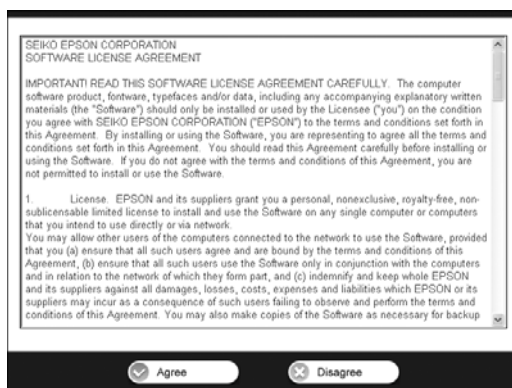 SEIKO EPSON CORPORATION
SOFTWARE LICENSE AGREEMENT
IMPORTANT! READ THIS SOFTWARE LICENSE AGREEMENT CAREFULLY. The computer
software product, fontware, typefaces and/or data, including any accompanying explanatory written
materials (the "Software") should only be installed or used by the Licensee ("you") on the condition
you agree with SEIKO EPSON CORPORATION ("EPSON") to the terms and conditions set forth in
this Agreement. By installing or using the Software, you are representing to agree all the terms and
conditions set forth in this Agreement. You should read this Agreement carefully before installing or
using the Software. If you do not agree with the terms and conditions of this Agreement, you are
not permitted to install or use the Software.
1. License. EPSON and its suppliers grant you a personal, nonexclusive, royalty-free, non-
sublicensable limited license to install and use the Software on any single computer or computers
that you intend to use directly or via network.
You may allow other users of the computers connected to the network to use the Software, provided
that you (a) ensure that all such users agree and are bound by the terms and conditions of this
Agreement, (b) ensure that all such users use the Software only in conjunction with the computers
and in relation to the network of which they form part, and (c) indemnify and keep whole EPSON
and its suppliers against all damages, losses, costs, expenses and liabilities which EPSON or its
suppliers may incur as a consequence of such users failing to observe and perform the terms and
conditions of this Agreement. You may also make copies of the Software as necessary for backup
Agree
Disagree